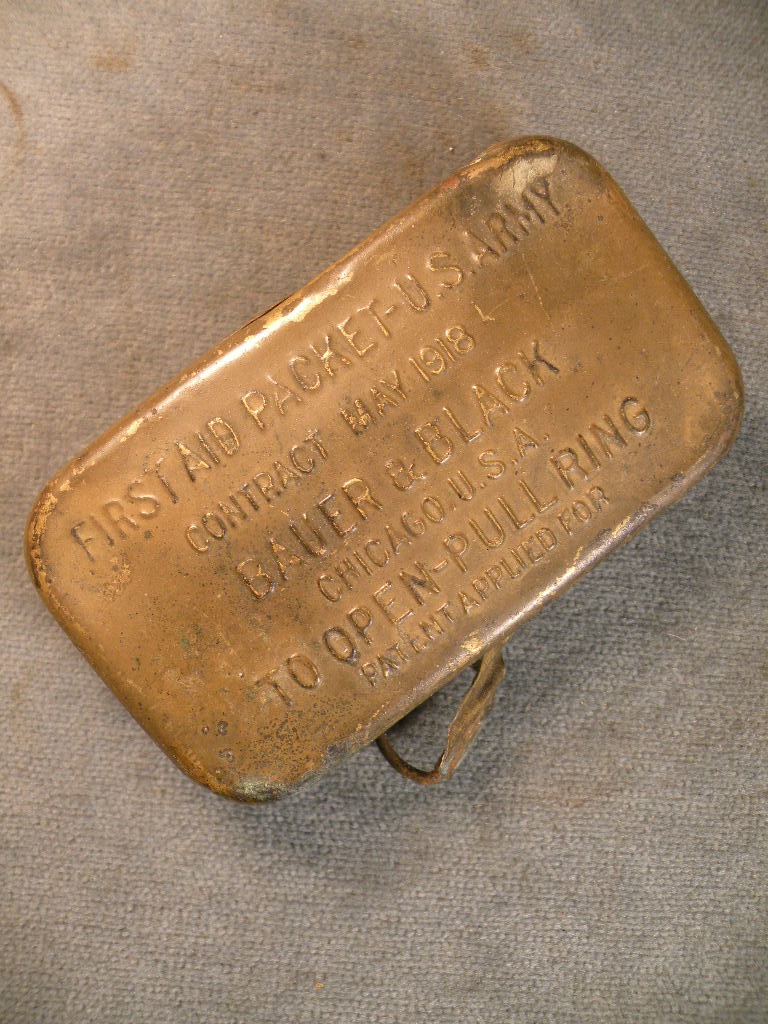 FIRST AID PACKET-U.S. ARMY
CONTRACT MAY 1918
BAUER & BLACK
CHICAGO, U.S.A.
TO OPEN-PULL RING
PATENT APPLIED FOR